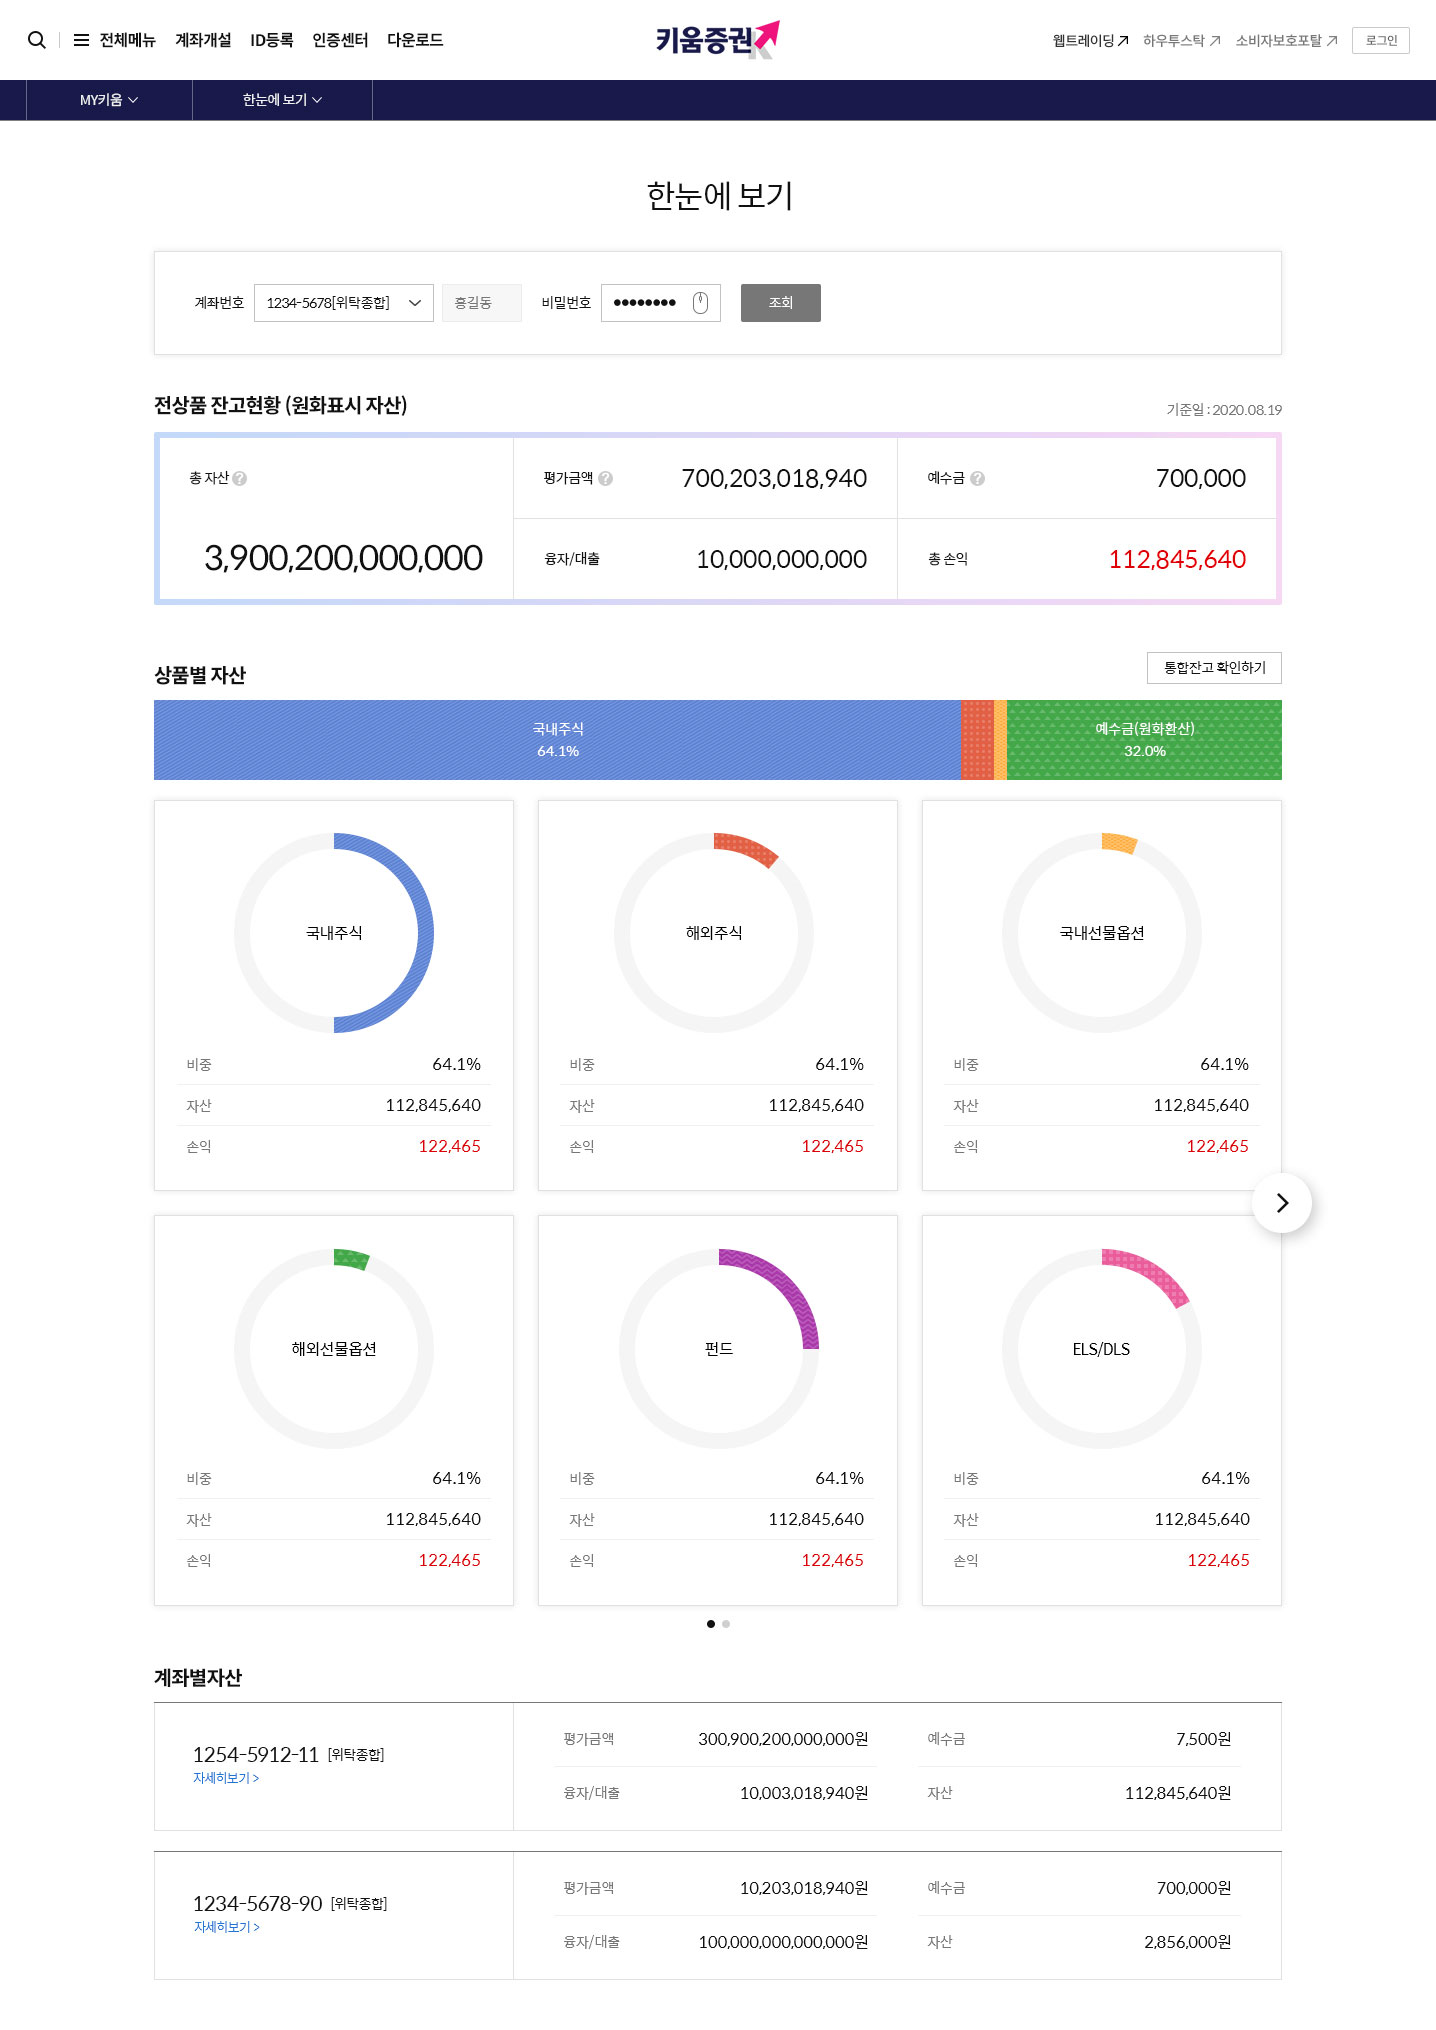 전체메뉴 계좌개설 ID등록 인증센터 다운로드
키움증권
웹트레이딩 하우투스탁 소비자보호포탈 로그인
MY키움 한눈에 보기
한눈에 보기
계좌번호 1234-5678[위탁종합] 홍길동 비밀번호 조회
전상품 잔고현황 (원화표시 자산)
기준일 : 2020.08.19
총 자산 ?
3,900,200,000,000
평가금액 ? 700,203,018,940
예수금 ? 700,000
융자/대출 10,000,000,000
총 손익 112,845,640
상품별 자산
통합잔고 확인하기
국내주식
64.1%
예수금(원화환산)
32.0%
국내주식
비중 64.1%
자산 112,845,640
손익 122,465
해외주식
비중 64.1%
자산 112,845,640
손익 122,465
국내선물옵션
비중 64.1%
자산 112,845,640
손익 122,465
해외선물옵션
비중 64.1%
자산 112,845,640
손익 122,465
펀드
비중 64.1%
자산 112,845,640
손익 122,465
ELS/DLS
비중 64.1%
자산 112,845,640
손익 122,465
계좌별자산
1254-5912-11 [위탁종합]
자세히보기 >
평가금액 300,900,200,000,000원
예수금 7,500원
융자/대출 10,003,018,940원
자산 112,845,640원
1234-5678-90 [위탁종합]
자세히보기 >
평가금액 10,203,018,940원
예수금 700,000원
융자/대출 100,000,000,000,000원
자산 2,856,000원